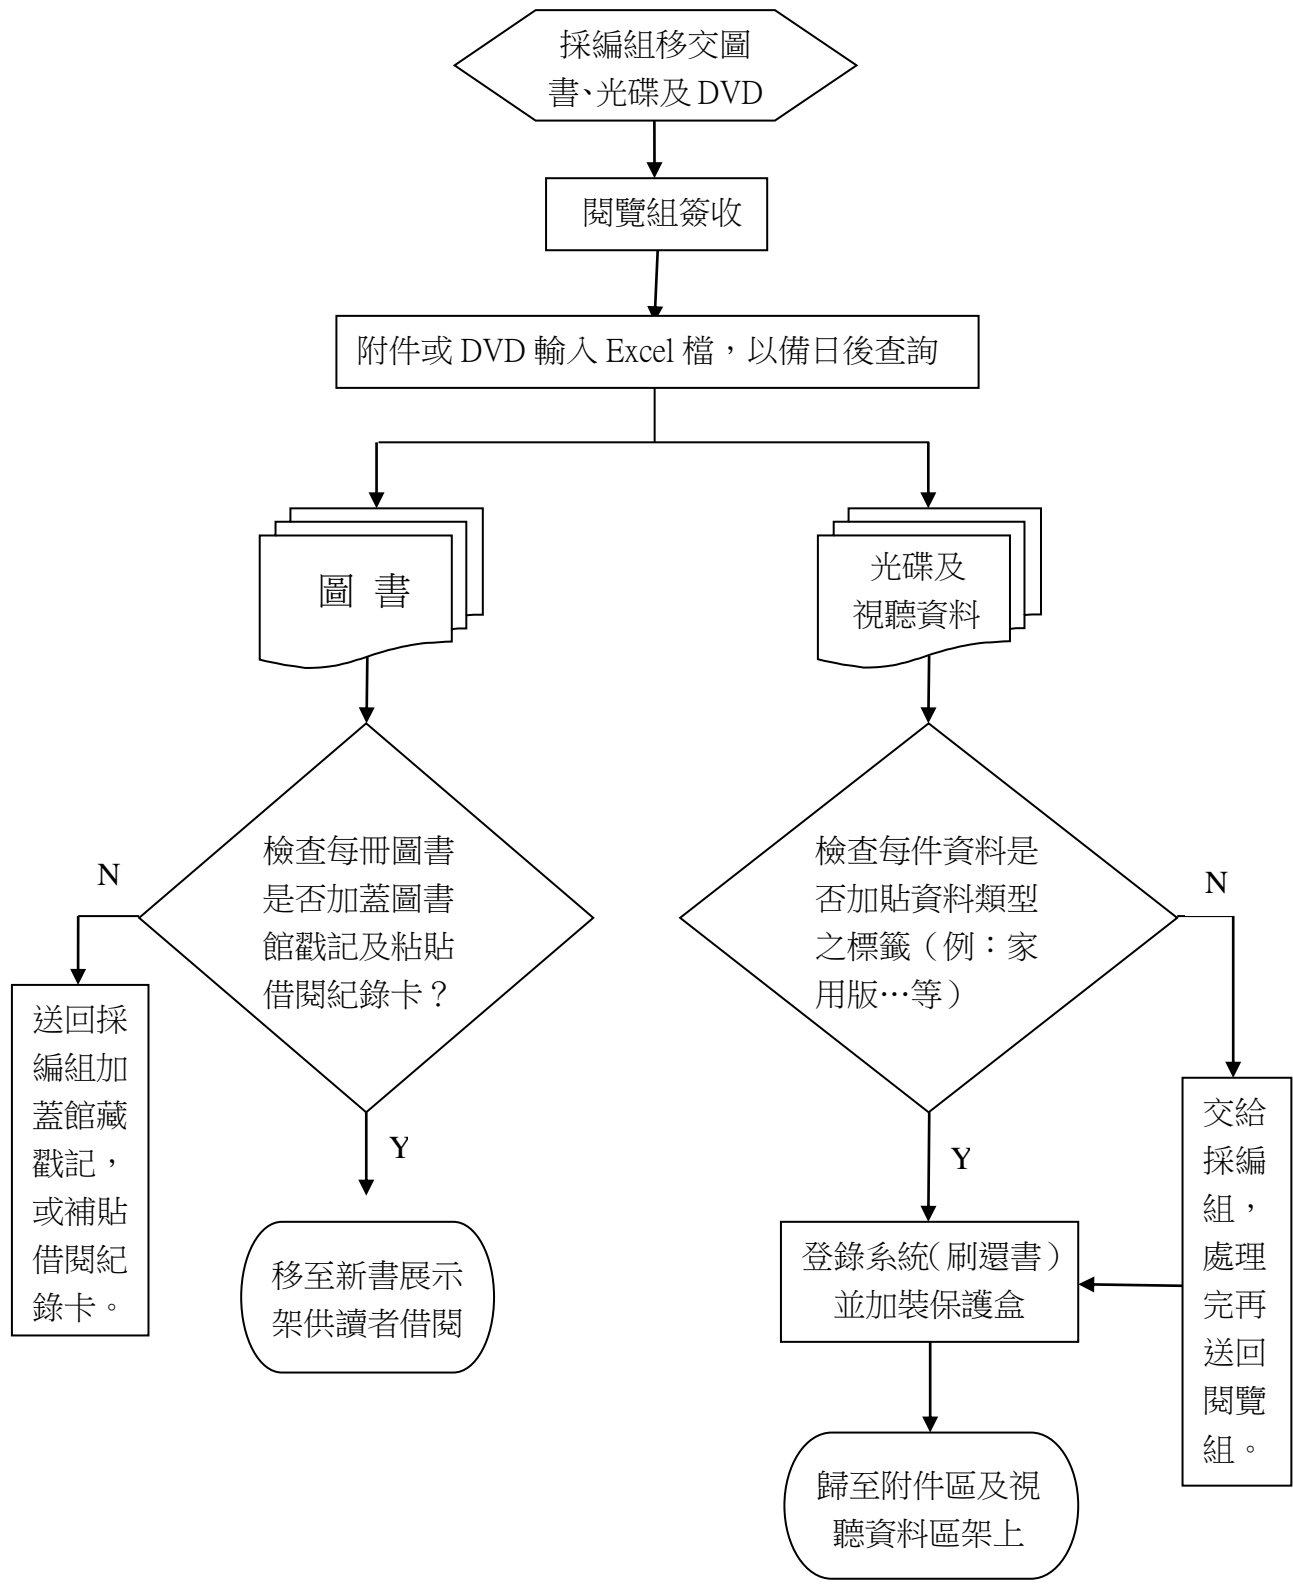 採編組移交圖
書、光碟及 DVD
閱覽組簽收
附件或 DVD 輸入 Excel 檔，以備日後查詢
圖 書
光碟及
視聽資料
檢查每冊圖書
是否加蓋圖書
館戳記及粘貼
借閱紀錄卡？
N
Y
送回採
編組加
蓋館藏
戳記，
或補貼
借閱紀
錄卡。
移至新書展示
架供讀者借閱
檢查每件資料是
否加貼資料類型
之標籤（例：家
用版…等）
N
Y
交給
採編
組，
處理
完再
送回
閱覽
組。
登錄系統(刷還書)
並加裝保護盒
歸至附件區及視
聽資料區架上